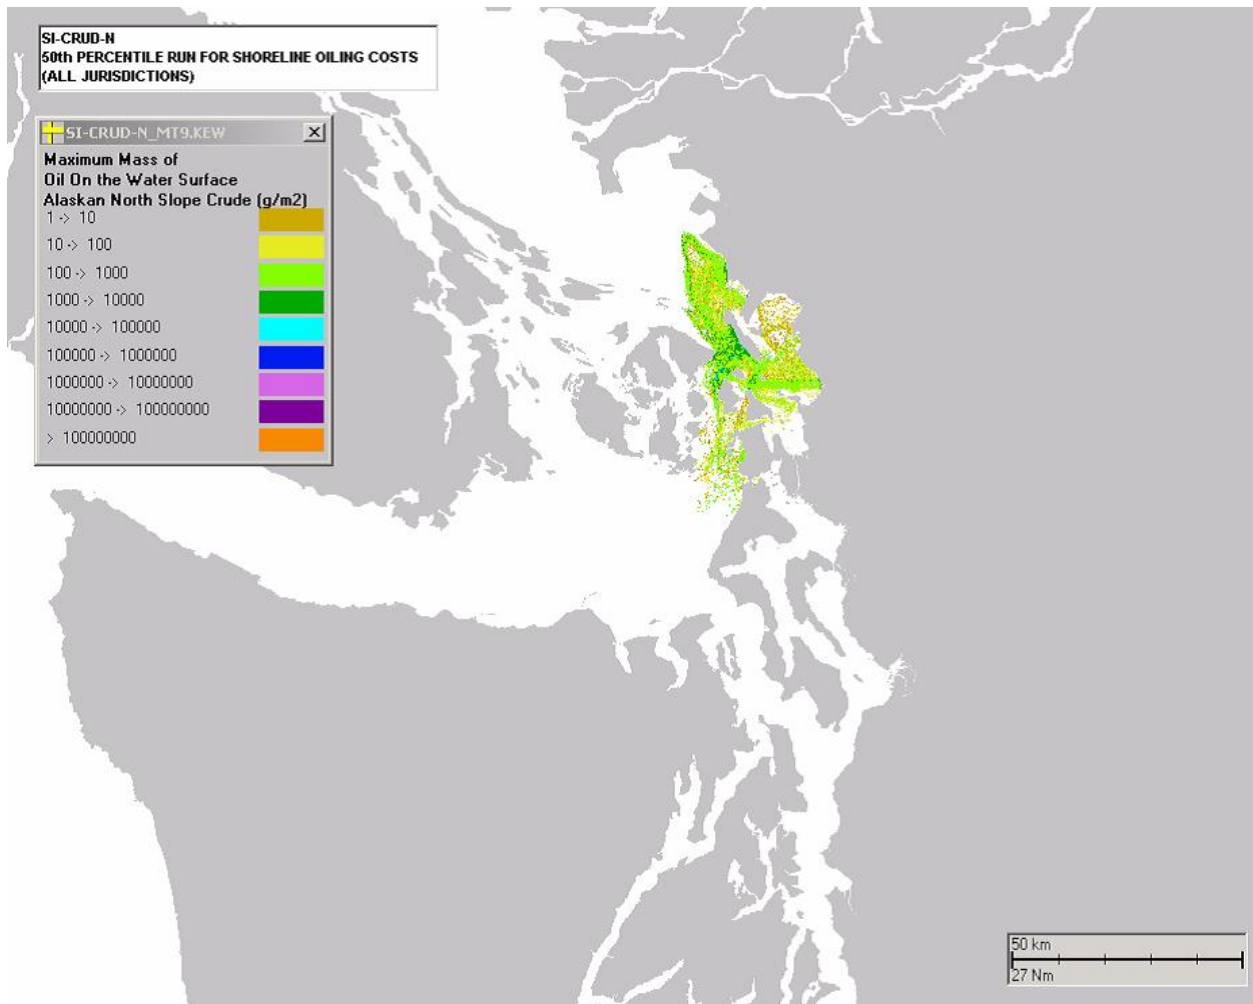 SI-CRUD-N
50th PERCENTILE RUN FOR SHORELINE OILING COSTS
(ALL JURISDICTIONS)
SI-CRUD-N_MT9.KEW
Maximum Mass of
Oil On the Water Surface
Alaskan North Slope Crude (g/m2)
1 -> 10
10 -> 100
100 -> 1000
1000 -> 10000
10000 -> 100000
100000 -> 1000000
1000000 -> 10000000
10000000 -> 100000000
> 100000000
50 km
27 Nm